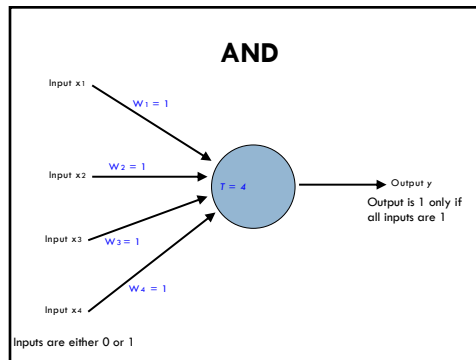 AND
Input x1
W1 = 1
Input x2
W2 = 1
T = 4
Output y
Output is 1 only if
all inputs are 1
Input x3
W3 = 1
W4 = 1
Input x4
Inputs are either 0 or 1